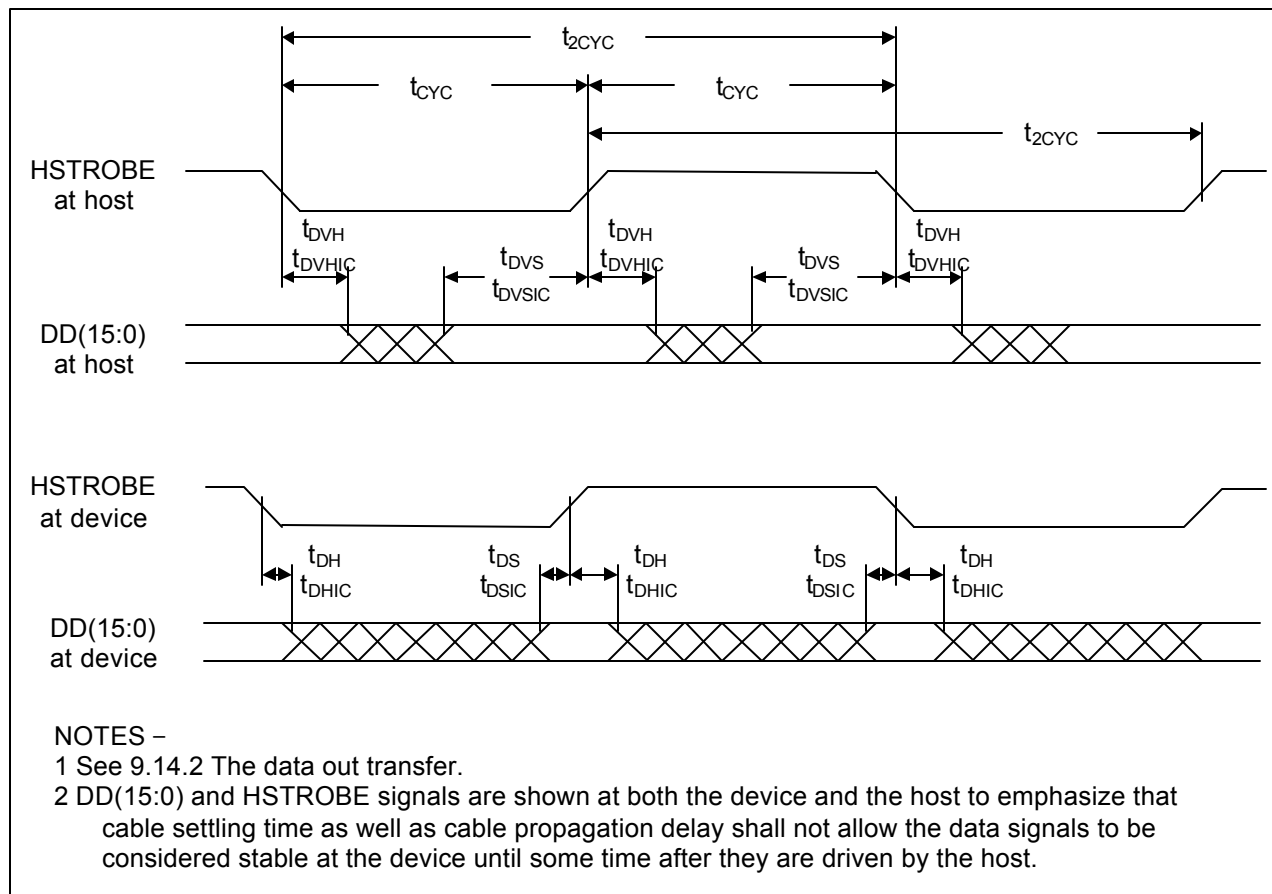 t2CYC
tCYC tCYC
t2CYC
HSTROBE
at host
tDVH tDVH tDVH
tDVHIC tDVS tDVHIC tDVS tDVHIC
tDVSIC tDVSIC
DD(15:0)
at host
HSTROBE
at device
tDH tDS tDH tDS tDH
tDHIC tDSIC tDHIC tDSIC tDHIC
DD(15:0)
at device
NOTES –
1 See 9.14.2 The data out transfer.
2 DD(15:0) and HSTROBE signals are shown at both the device and the host to emphasize that
cable settling time as well as cable propagation delay shall not allow the data signals to be
considered stable at the device until some time after they are driven by the host.